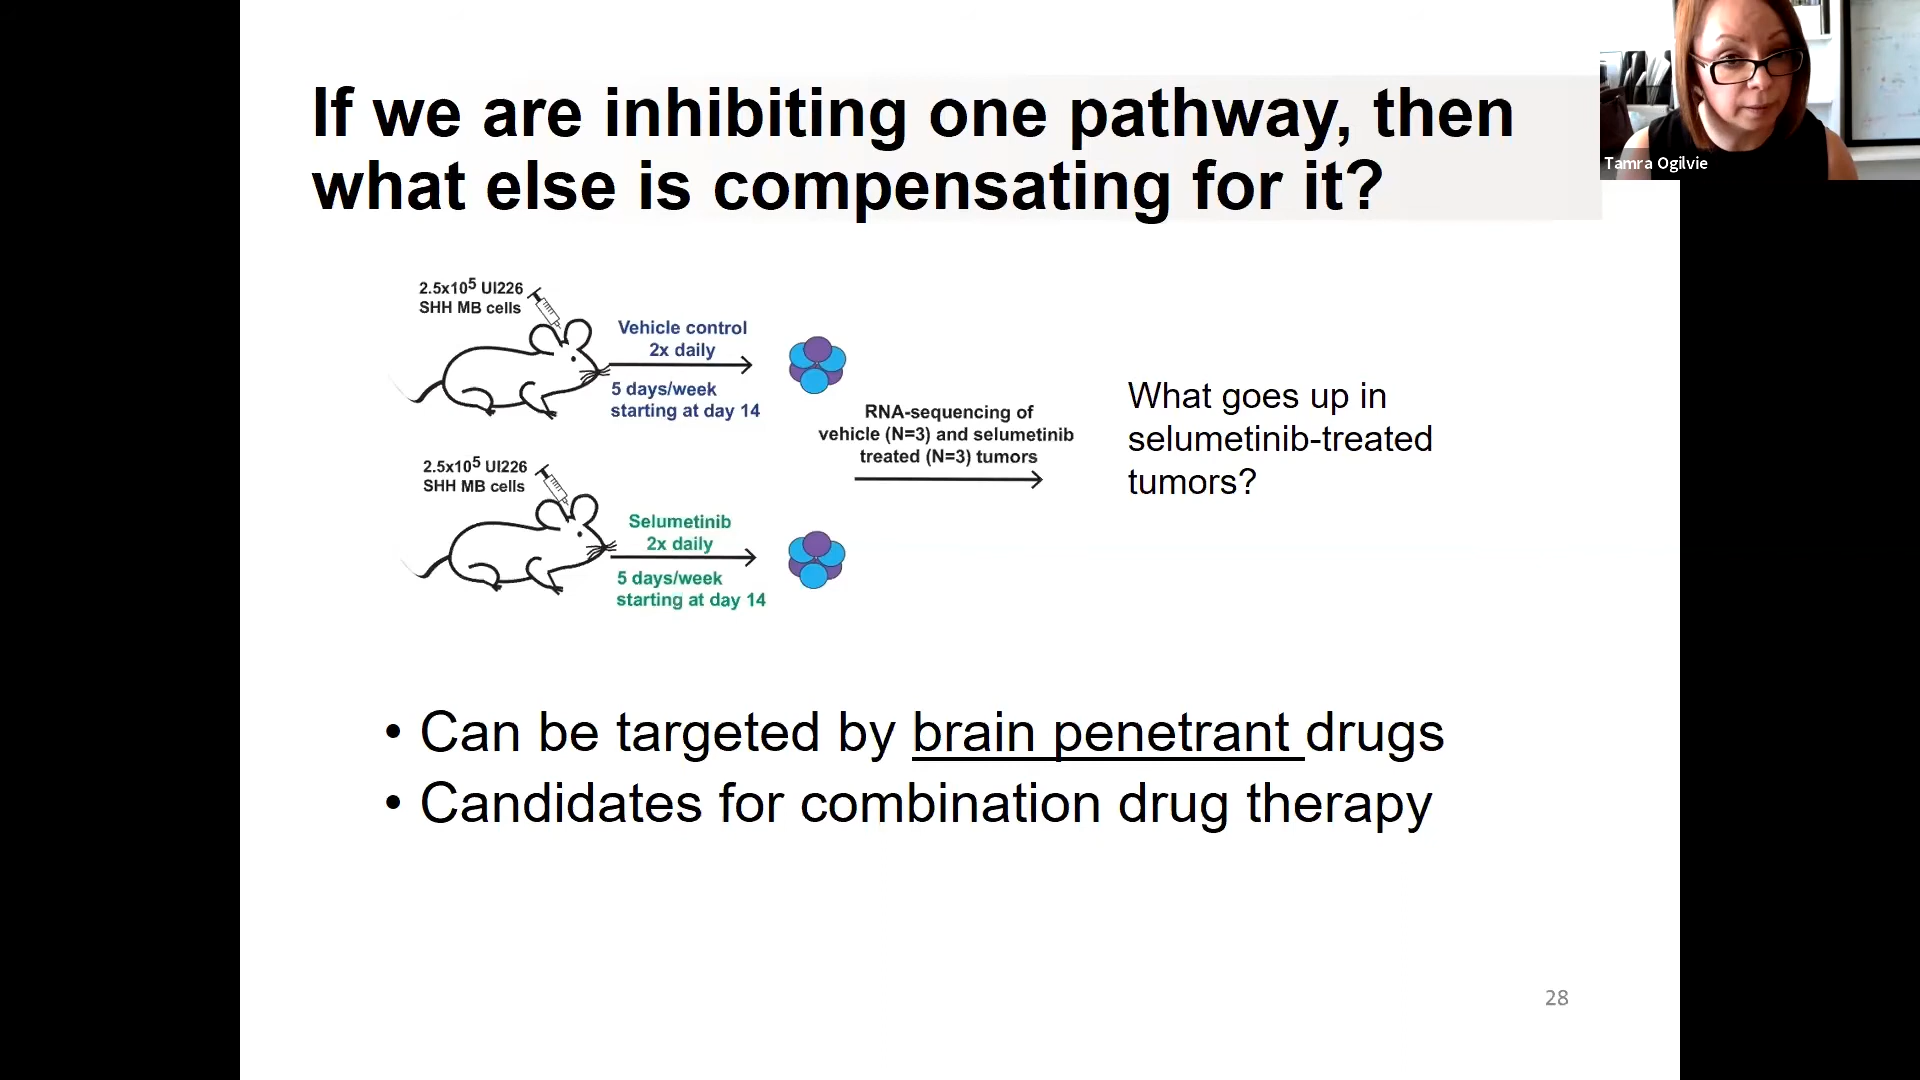 If we are inhibiting one pathway, then
what else is compensating for it?
Tamra Ogilvie
2.5x10⁵ UI226
SHH MB cells
Vehicle control
2x daily
5 days/week
starting at day 14
2.5x10⁵ UI226
SHH MB cells
Selumetinib
2x daily
5 days/week
starting at day 14
RNA-sequencing of
vehicle (N=3) and selumetinib
treated (N=3) tumors
What goes up in
selumetinib-treated
tumors?
• Can be targeted by brain penetrant drugs
• Candidates for combination drug therapy
28